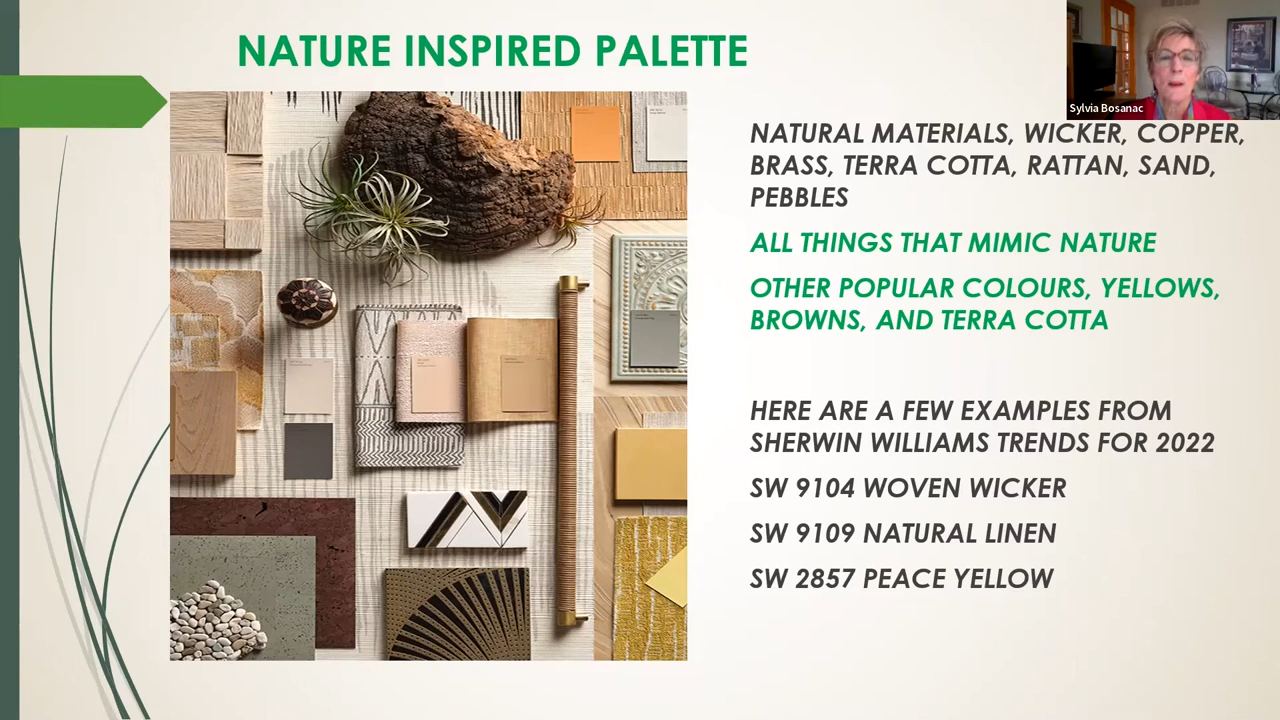 NATURE INSPIRED PALETTE
Sylvia Bosanac
NATURAL MATERIALS, WICKER, COPPER,
BRASS, TERRA COTTA, RATTAN, SAND,
PEBBLES
ALL THINGS THAT MIMIC NATURE
OTHER POPULAR COLOURS, YELLOWS,
BROWNS, AND TERRA COTTA
HERE ARE A FEW EXAMPLES FROM
SHERWIN WILLIAMS TRENDS FOR 2022
SW 9104 WOVEN WICKER
SW 9109 NATURAL LINEN
SW 2857 PEACE YELLOW